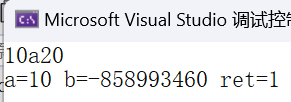 Microsoft Visual Studio 调试控
10a20
a=10 b=-858993460 ret=1